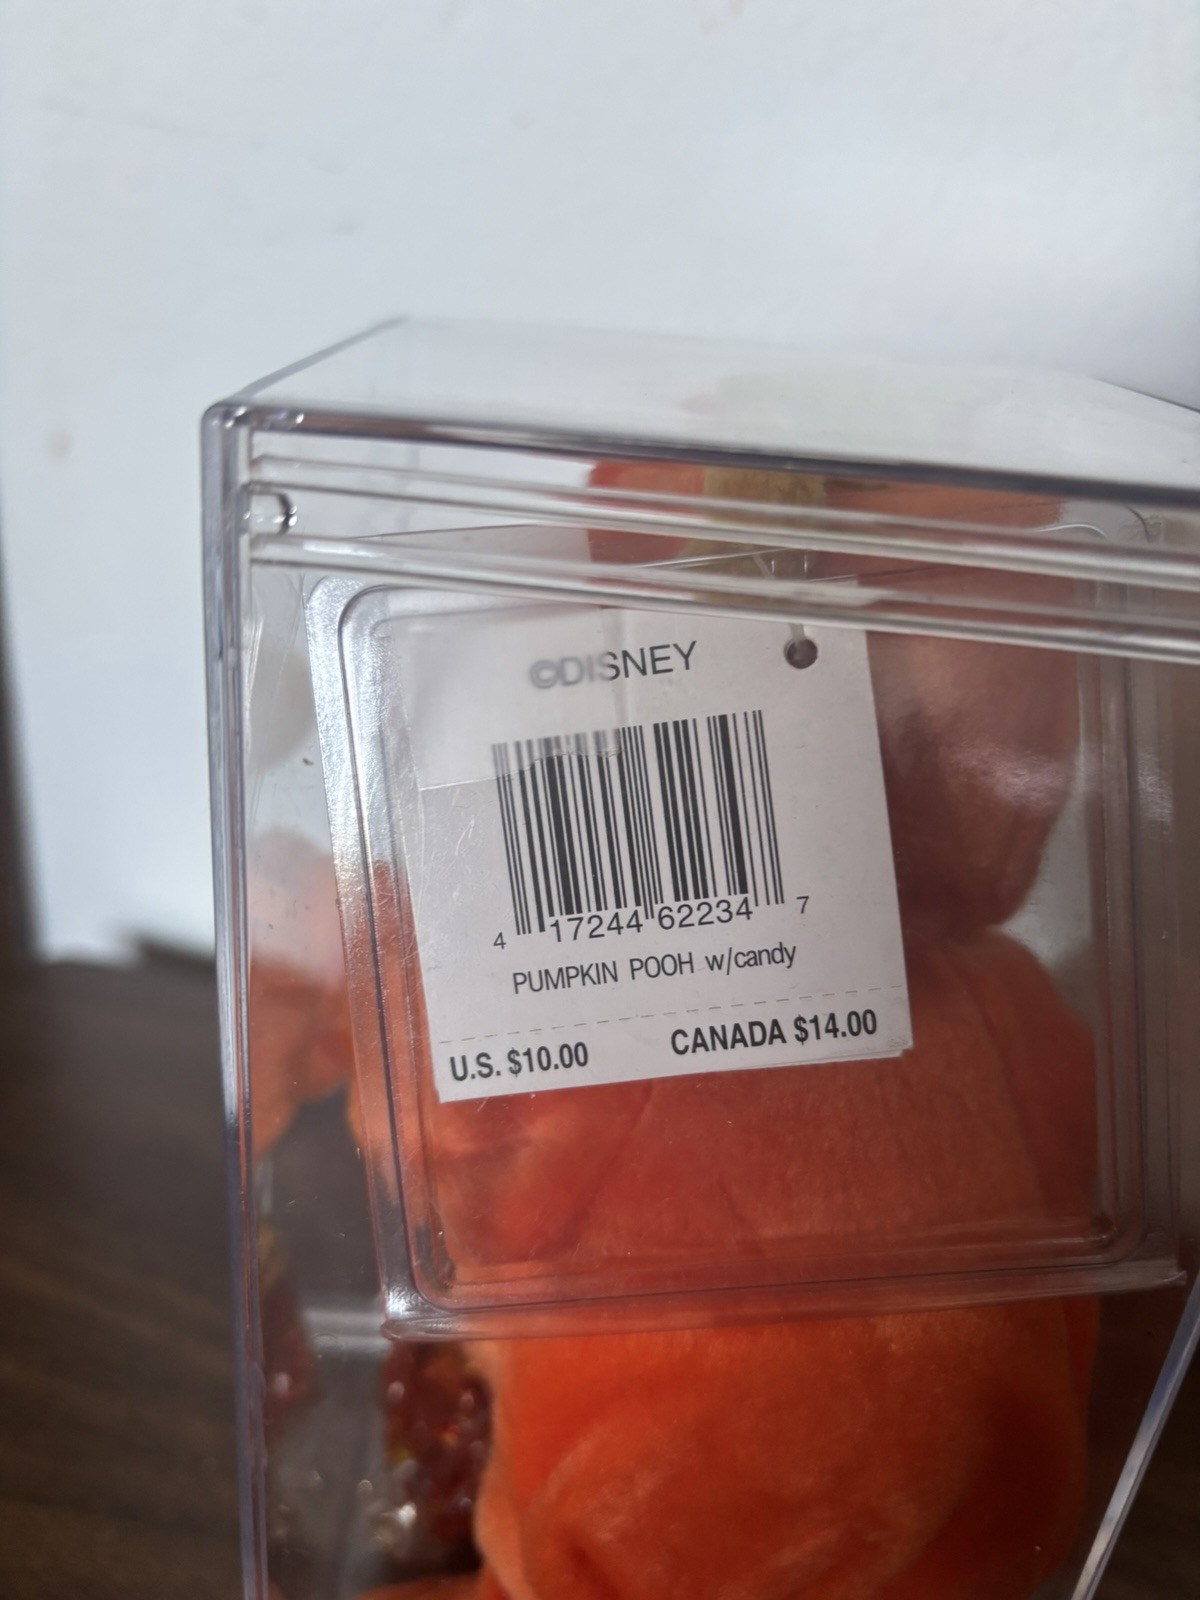 ©DISNEY
4 17244 62234 7
PUMPKIN POOH w/candy
U.S. $10.00 CANADA $14.00